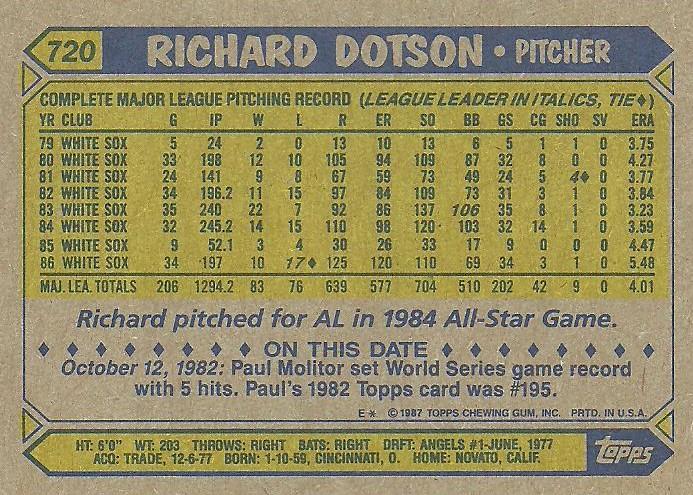 720 RICHARD DOTSON • PITCHER
COMPLETE MAJOR LEAGUE PITCHING RECORD (LEAGUE LEADER IN ITALICS, TIE♦)
YR CLUB G IP W L R ER SO BB GS CG SHO SV ERA
79 WHITE SOX 5 24 2 0 13 10 13 6 5 1 1 0 3.75
80 WHITE SOX 33 198 12 10 105 94 109 87 32 8 0 0 4.27
81 WHITE SOX 24 141 9 8 67 59 73 49 24 5 4♦ 0 3.77
82 WHITE SOX 34 196.2 11 15 97 84 109 73 31 3 1 0 3.84
83 WHITE SOX 35 240 22 7 92 86 137 106 35 8 1 0 3.23
84 WHITE SOX 32 245.2 14 15 110 98 120 103 32 14 1 0 3.59
85 WHITE SOX 9 52.1 3 4 30 26 33 17 9 0 0 0 4.47
86 WHITE SOX 34 197 10 17♦ 125 120 110 69 34 3 1 0 5.48
MAJ. LEA. TOTALS 206 1294.2 83 76 639 577 704 510 202 42 9 0 4.01
Richard pitched for AL in 1984 All-Star Game.
♦ ♦ ♦ ♦ ♦ ♦ ♦ ♦ ON THIS DATE ♦ ♦ ♦ ♦ ♦ ♦ ♦ ♦
October 12, 1982: Paul Molitor set World Series game record
with 5 hits. Paul's 1982 Topps card was #195.
E* ©1987 TOPPS CHEWING GUM, INC. PRTD. IN U.S.A.
HT: 6'0" WT: 203 THROWS: RIGHT BATS: RIGHT DRFT: ANGELS #1-JUNE, 1977
ACQ: TRADE, 12-6-77 BORN: 1-10-59, CINCINNATI, O. HOME: NOVATO, CALIF.
topps